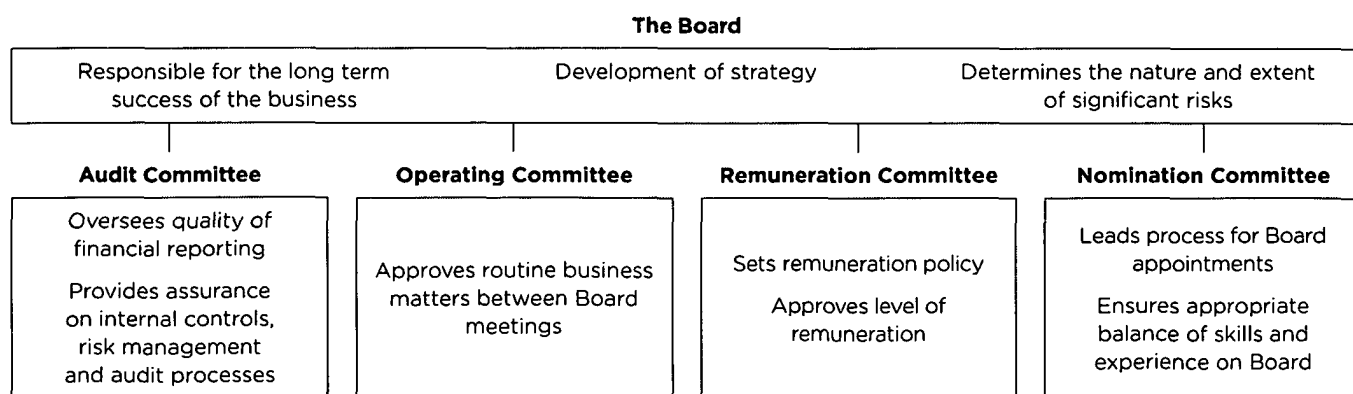 The Board
Responsible for the long term
success of the business
Development of strategy
Determines the nature and extent
of significant risks
Audit Committee
Oversees quality of
financial reporting
Provides assurance
on internal controls,
risk management
and audit processes
Operating Committee
Approves routine business
matters between Board
meetings
Remuneration Committee
Sets remuneration policy
Approves level of
remuneration
Nomination Committee
Leads process for Board
appointments
Ensures appropriate
balance of skills and
experience on Board